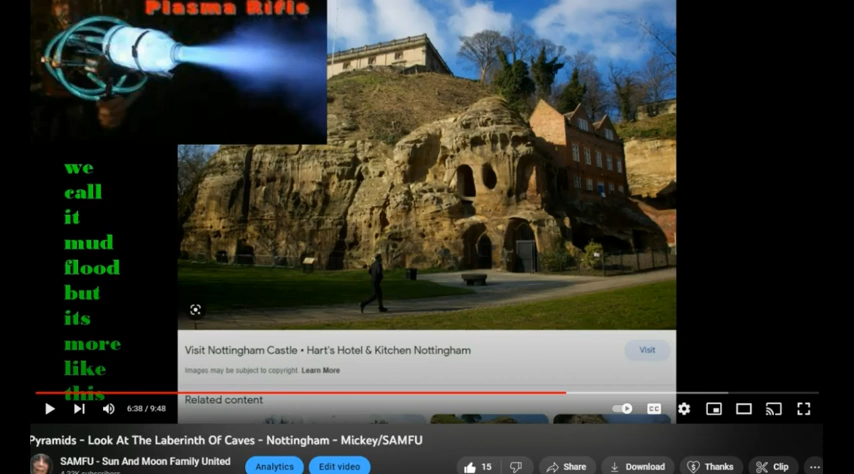 Plasma Rifle
we
call
it
mud
flood
but
its
more
like
this
Visit Nottingham Castle • Hart's Hotel & Kitchen Nottingham
Visit
Images may be subject to copyright. Learn More
Related content
6:38 / 9:48
CC
Pyramids - Look At The Laberinth Of Caves - Nottingham - Mickey/SAMFU
SAMFU - Sun And Moon Family United
Analytics
Edit video
15
Share
Download
Thanks
Clip